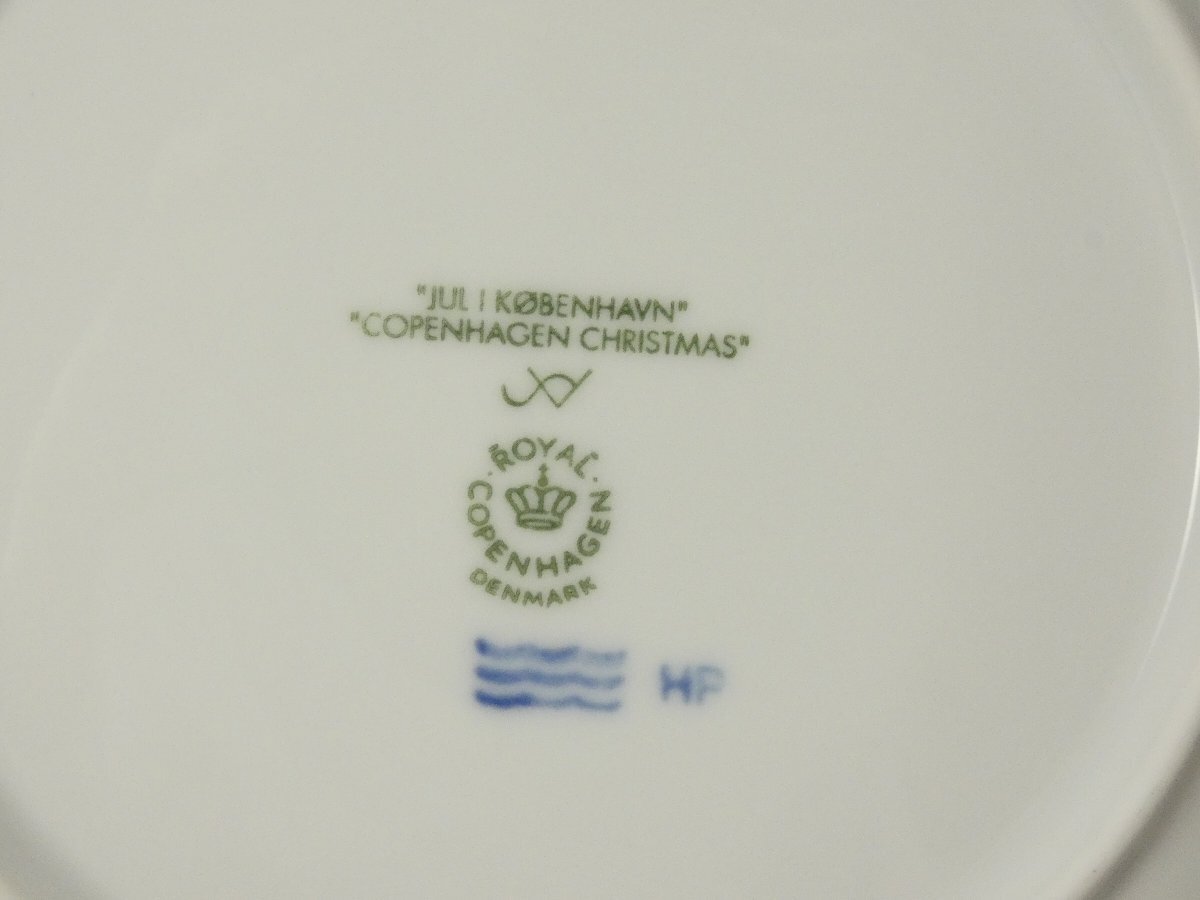 "JUL I KØBENHAVN"
"COPENHAGEN CHRISTMAS"
ROYAL
COPENHAGEN
DENMARK
HP